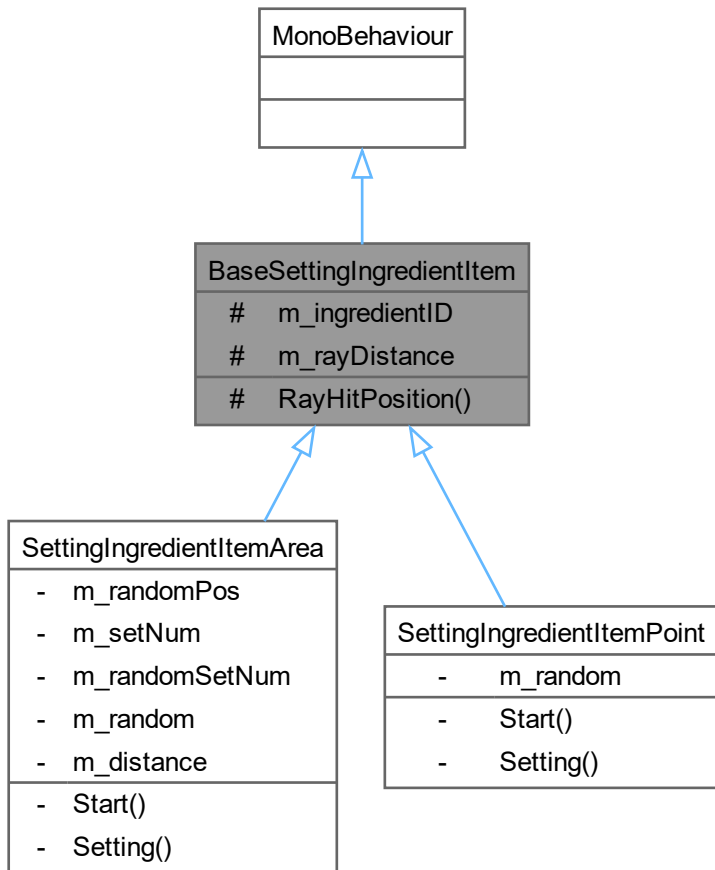 MonoBehaviour
BaseSettingIngredientItem
# m_ingredientID
# m_rayDistance
# RayHitPosition()
SettingIngredientItemArea
- m_randomPos
- m_setNum
- m_randomSetNum
- m_random
- m_distance
- Start()
- Setting()
SettingIngredientItemPoint
- m_random
- Start()
- Setting()